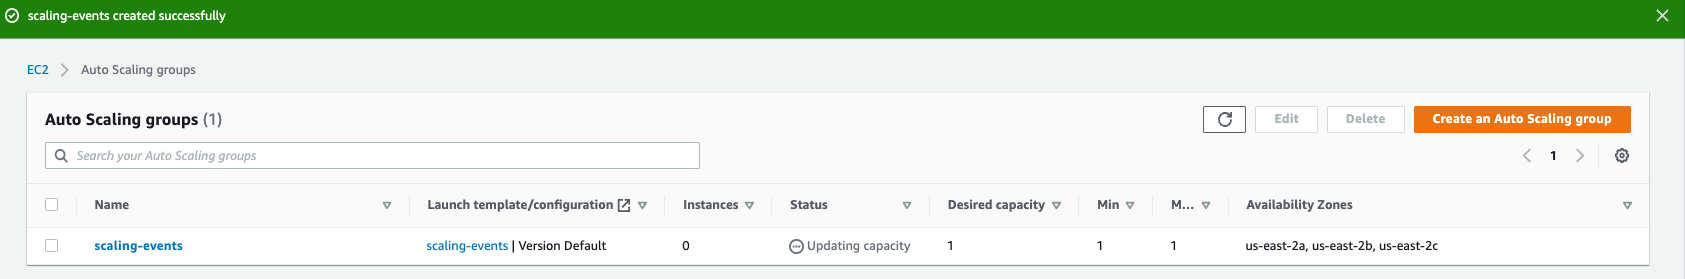 scaling-events created successfully
EC2 Auto Scaling groups
Auto Scaling groups (1) Edit Delete Create an Auto Scaling group
Search your Auto Scaling groups 1
Name Launch template/configuration Instances Status Desired capacity Min M... Availability Zones
scaling-events scaling-events | Version Default 0 Updating capacity 1 1 1 us-east-2a, us-east-2b, us-east-2c